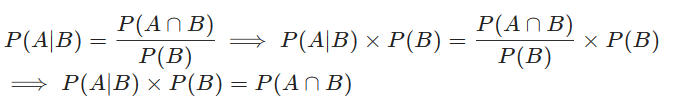 P(A|B) = P(A ∩ B) / P(B) ⟹ P(A|B) × P(B) = P(A ∩ B) / P(B) × P(B)
⟹ P(A|B) × P(B) = P(A ∩ B)